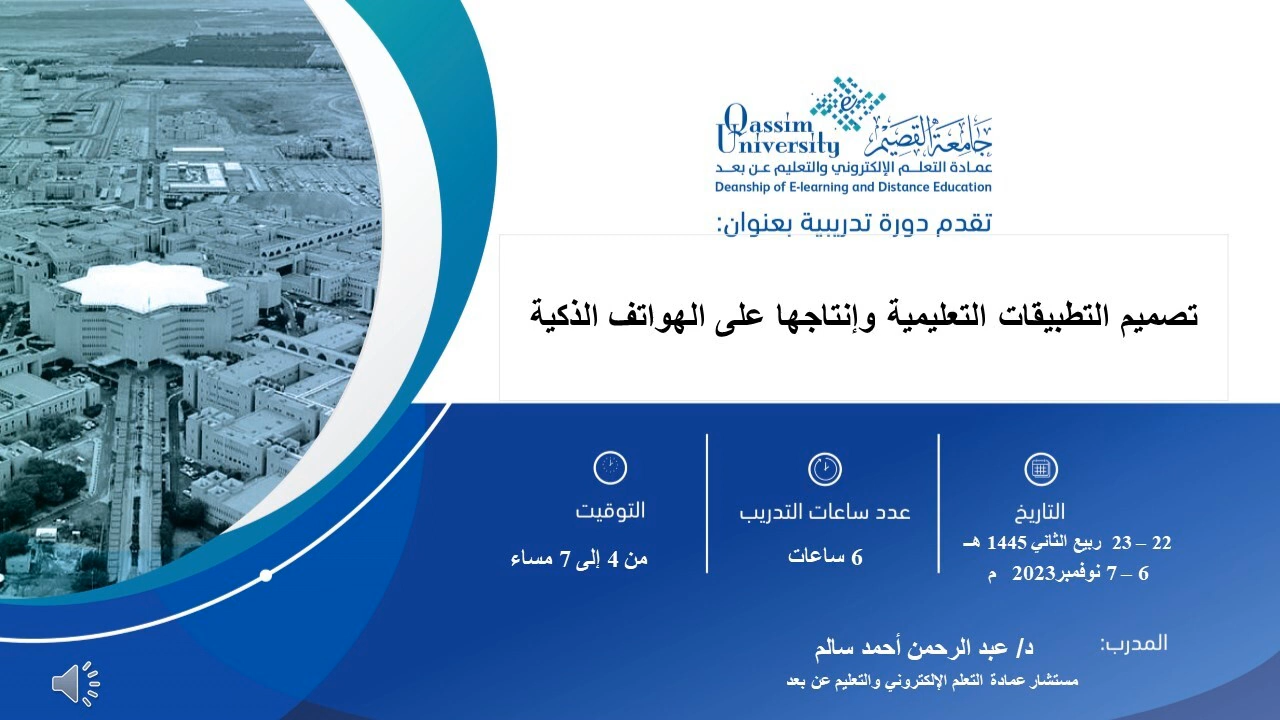 Qassim
University
جامعة القصيم
عمادة التعلم الإلكتروني والتعليم عن بعد
Deanship of E-learning and Distance Education
تقدم دورة تدريبية بعنوان:
تصميم التطبيقات التعليمية وإنتاجها على الهواتف الذكية
التاريخ
22 – 23 ربيع الثاني 1445 هـ
6 – 7 نوفمبر2023 م
عدد ساعات التدريب
6 ساعات
التوقيت
من 4 إلى 7 مساء
المدرب:
د/ عبد الرحمن أحمد سالم
مستشار عمادة التعلم الإلكتروني والتعليم عن بعد